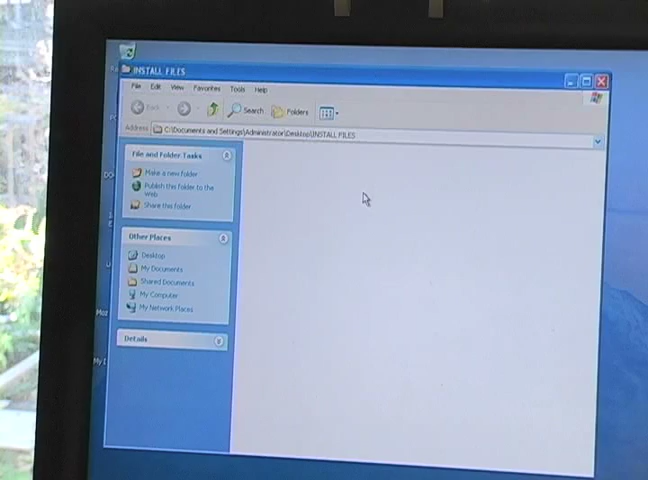 INSTALL FILES
File Edit View Favorites Tools Help
Back Search Folders
Address C:\Documents and Settings\Administrator\Desktop\INSTALL FILES
File and Folder Tasks
Make a new folder
Publish this folder to the
Web
Share this folder
Other Places
Desktop
My Documents
Shared Documents
My Computer
My Network Places
Details